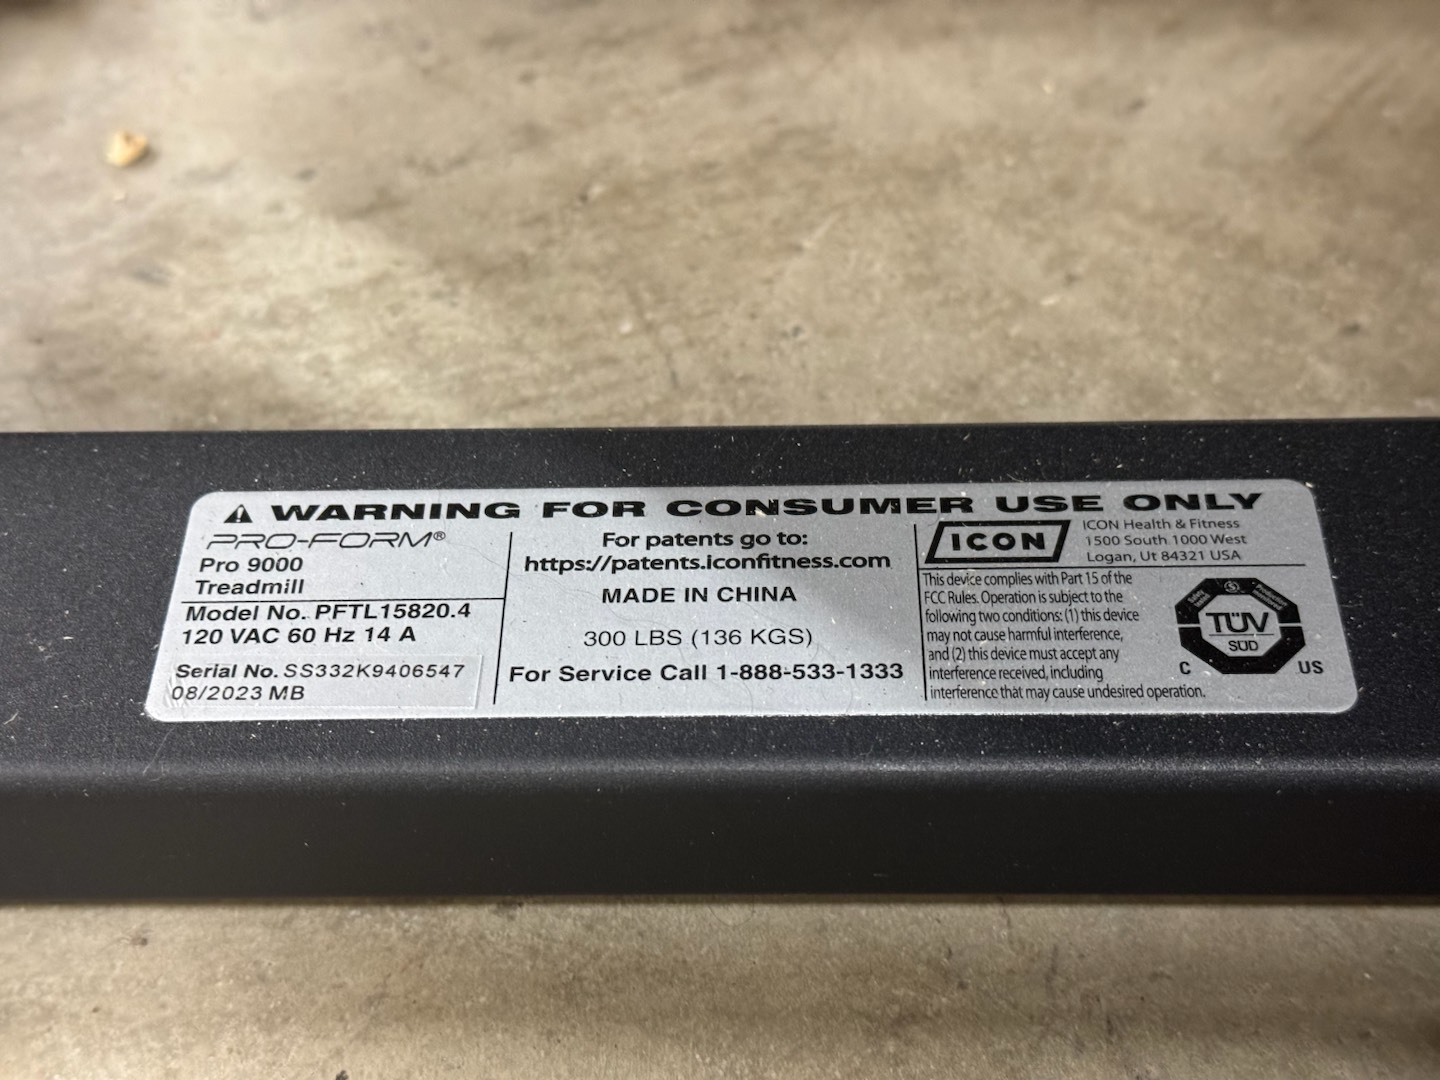 WARNING FOR CONSUMER USE ONLY
PRO-FORM®
Pro 9000
Treadmill
Model No. PFTL15820.4
120 VAC 60 Hz 14 A
Serial No. SS332K9406547
08/2023 MB
For patents go to:
https://patents.iconfitness.com
MADE IN CHINA
300 LBS (136 KGS)
For Service Call 1-888-533-1333
ICON
ICON Health & Fitness
1500 South 1000 West
Logan, Ut 84321 USA
This device complies with Part 15 of the
FCC Rules. Operation is subject to the
following two conditions: (1) this device
may not cause harmful interference,
and (2) this device must accept any
interference received, including
interference that may cause undesired operation.
TÜV
SÜD
C US